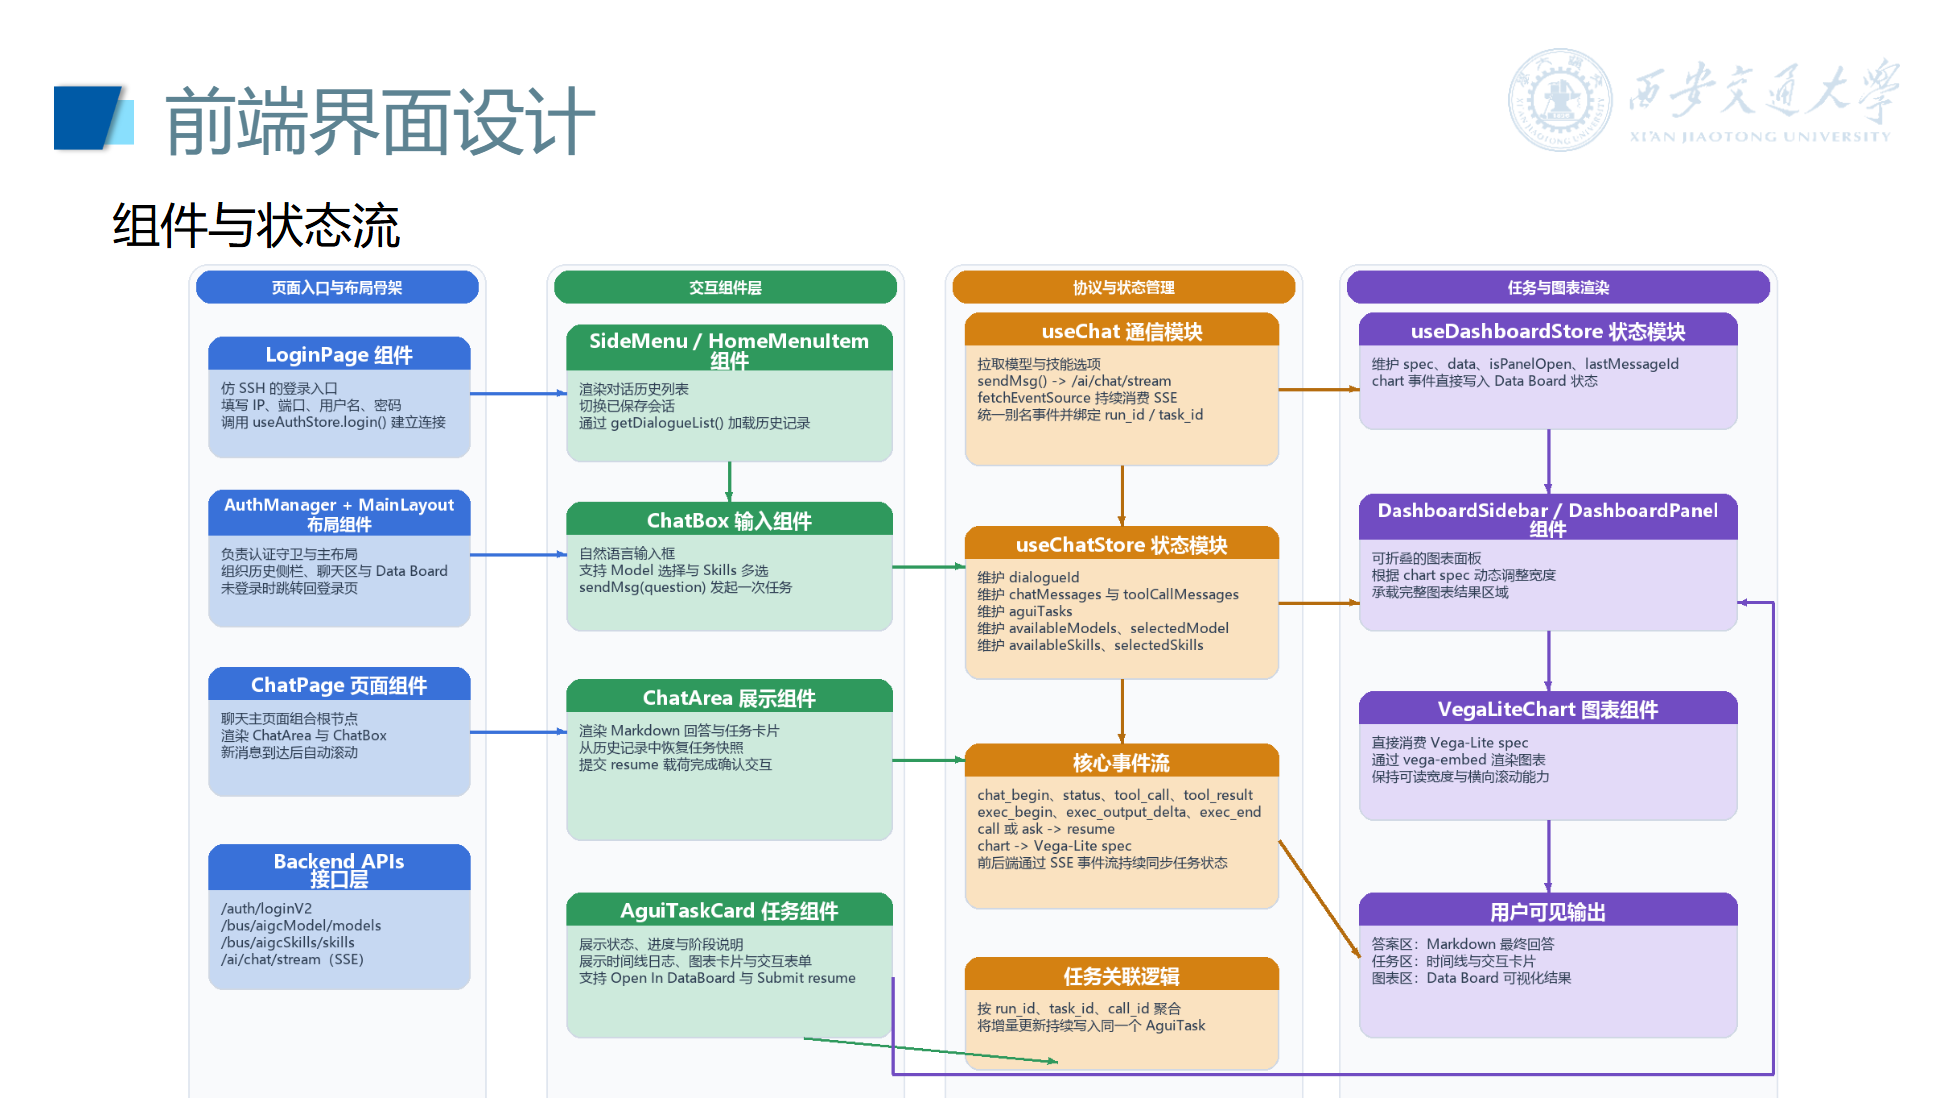 前端界面设计
西安交通大学
XI'AN JIAOTONG UNIVERSITY
组件与状态流
页面入口与布局骨架
LoginPage 组件
仿 SSH 的登录入口
填写 IP、端口、用户名、密码
调用 useAuthStore.login() 建立连接
AuthManager + MainLayout
布局组件
负责认证守卫与主布局
组织历史侧栏、聊天区与 Data Board
未登录时跳转回登录页
ChatPage 页面组件
聊天主页面组合根节点
渲染 ChatArea 与 ChatBox
新消息到达后自动滚动
Backend APIs
接口层
/auth/loginV2
/bus/aigcModel/models
/bus/aigcSkills/skills
/ai/chat/stream（SSE）
交互组件层
SideMenu / HomeMenuItem
组件
渲染对话历史列表
切换已保存会话
通过 getDialogueList() 加载历史记录
ChatBox 输入组件
自然语言输入框
支持 Model 选择与 Skills 多选
sendMsg(question) 发起一次任务
ChatArea 展示组件
渲染 Markdown 回答与任务卡片
从历史记录中恢复任务快照
提交 resume 载荷完成确认交互
AguiTaskCard 任务组件
展示状态、进度与阶段说明
展示时间线日志、图表卡片与交互表单
支持 Open In DataBoard 与 Submit resume
协议与状态管理
useChat 通信模块
拉取模型与技能选项
sendMsg() -> /ai/chat/stream
fetchEventSource 持续消费 SSE
统一别名事件并绑定 run_id / task_id
useChatStore 状态模块
维护 dialogueId
维护 chatMessages 与 toolCallMessages
维护 aguiTasks
维护 availableModels、selectedModel
维护 availableSkills、selectedSkills
核心事件流
chat_begin、status、tool_call、tool_result
exec_begin、exec_output_delta、exec_end
call 或 ask -> resume
chart -> Vega-Lite spec
前后端通过 SSE 事件流持续同步任务状态
任务关联逻辑
按 run_id、task_id、call_id 聚合
将增量更新持续写入同一个 AguiTask
任务与图表渲染
useDashboardStore 状态模块
维护 spec、data、isPanelOpen、lastMessageId
chart 事件直接写入 Data Board 状态
DashboardSidebar / DashboardPanel
组件
可折叠的图表面板
根据 chart spec 动态调整宽度
承载完整图表结果区域
VegaLiteChart 图表组件
直接消费 Vega-Lite spec
通过 vega-embed 渲染图表
保持可读宽度与横向滚动能力
用户可见输出
答案区：Markdown 最终回答
任务区：时间线与交互卡片
图表区：Data Board 可视化结果